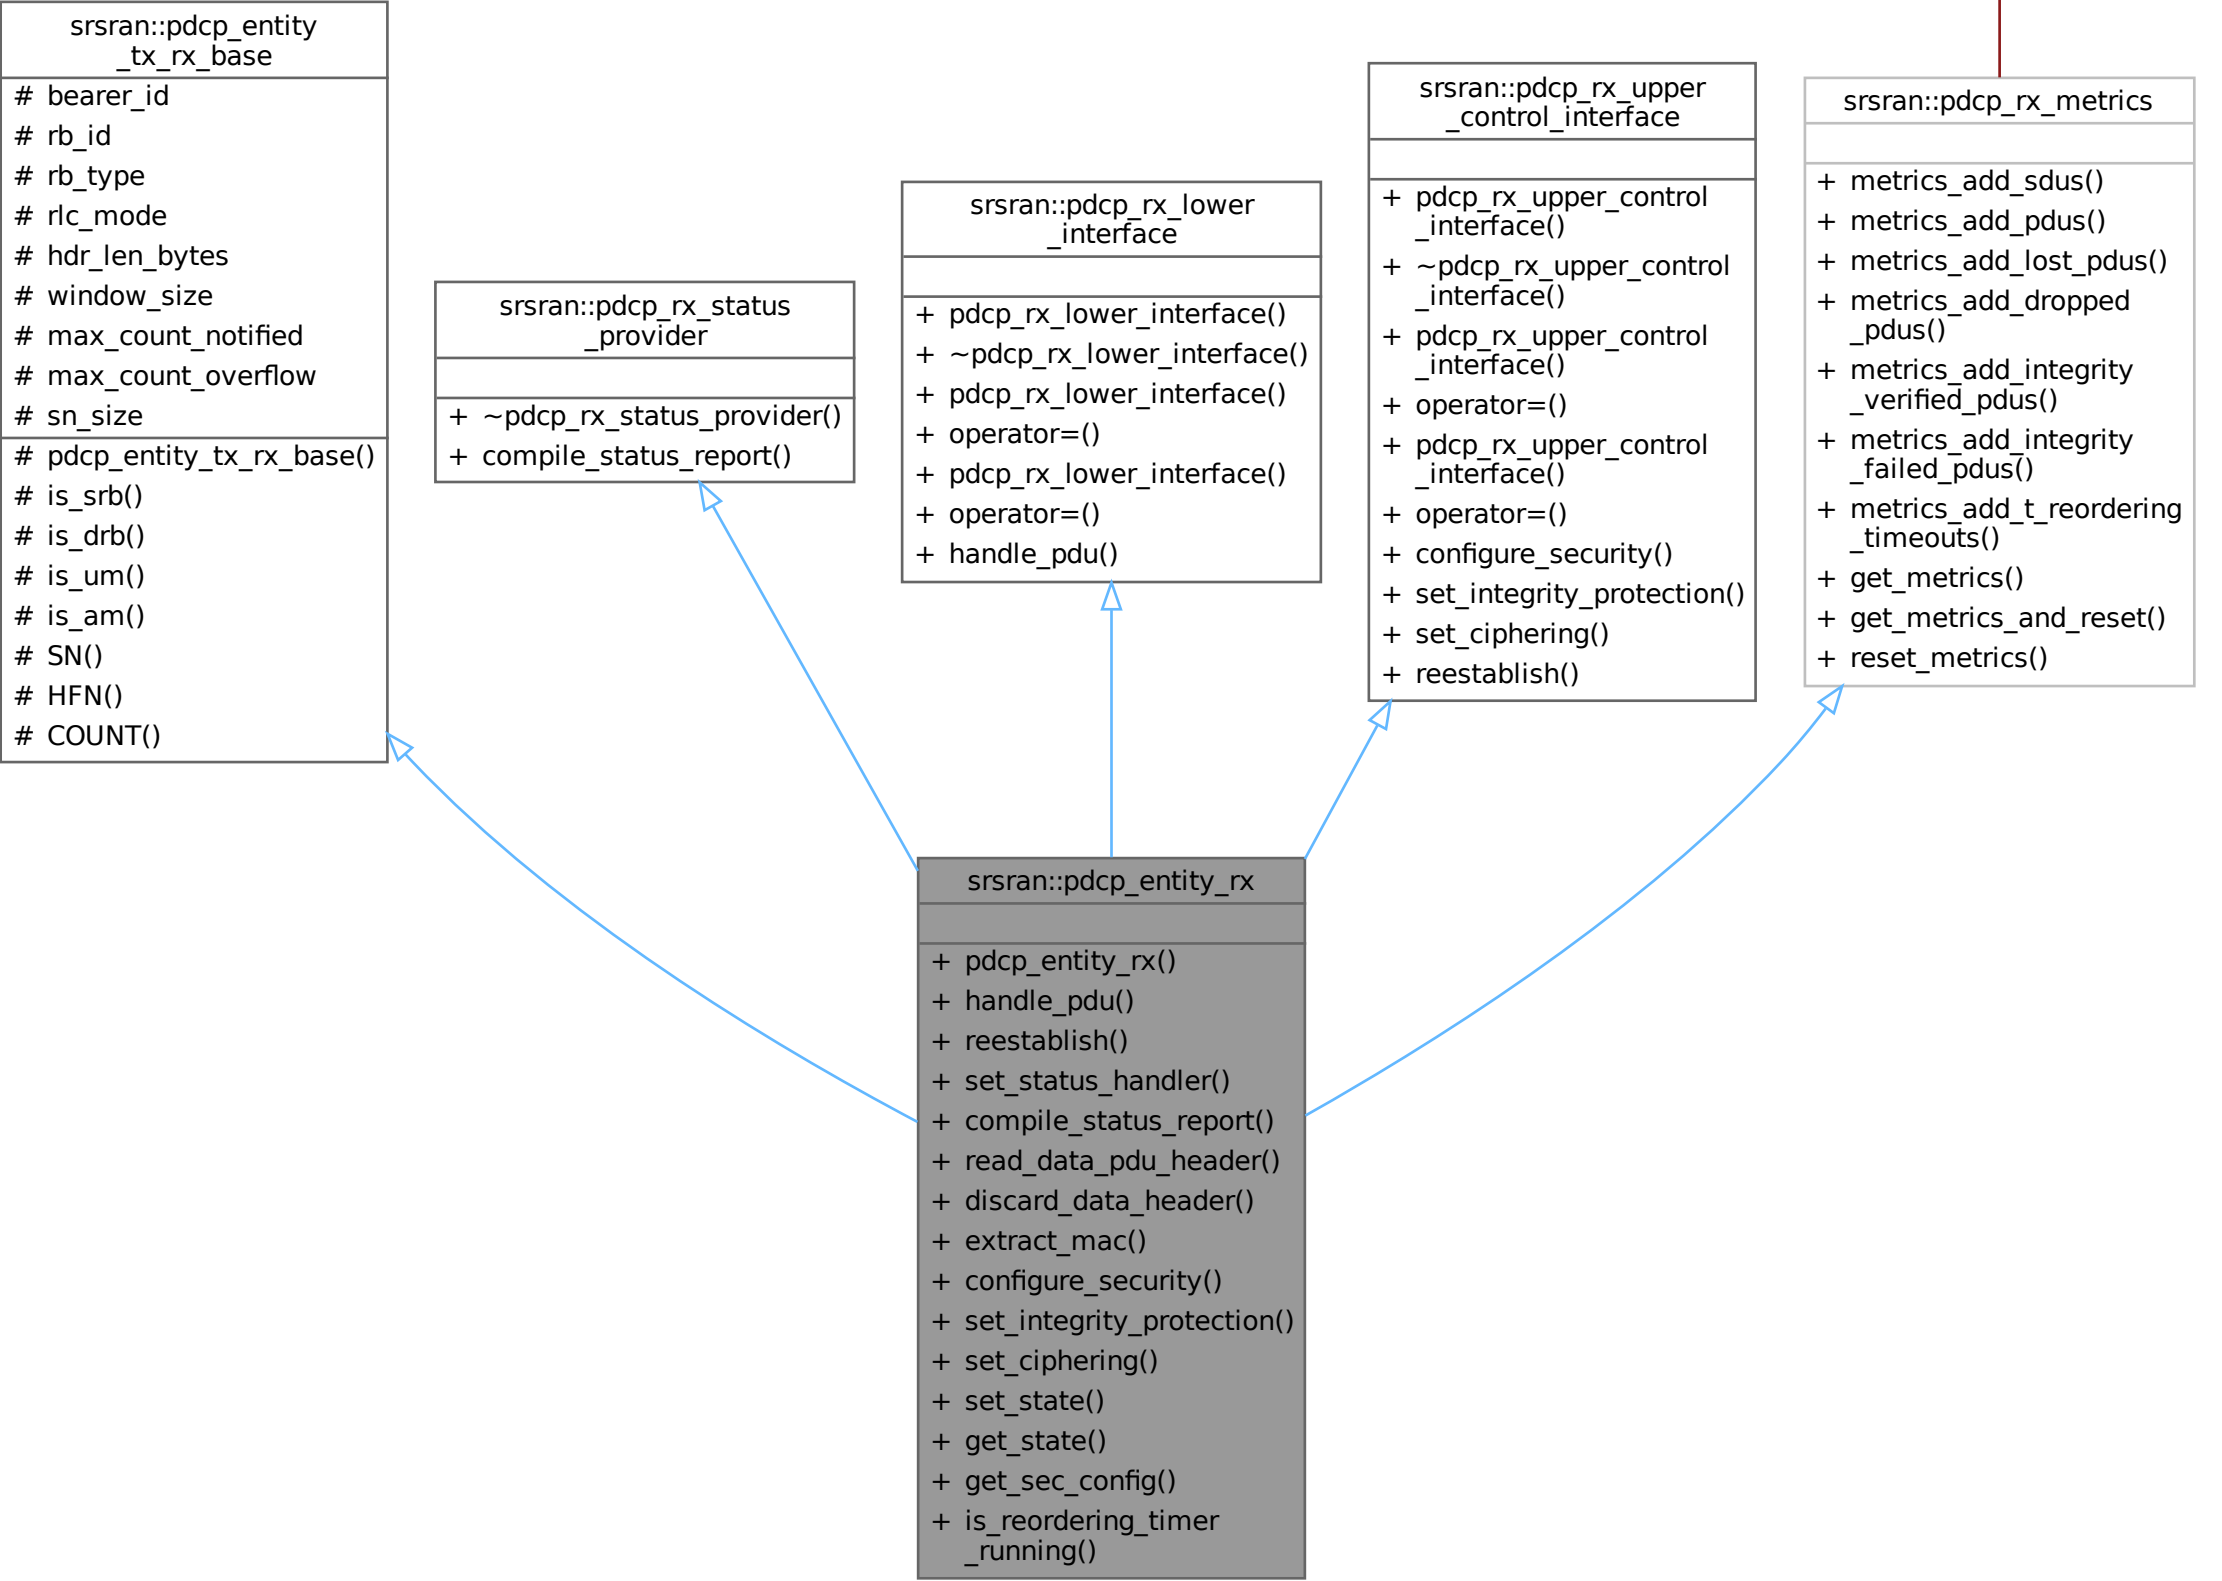 srsran::pdcp_entity
_tx_rx_base
# bearer_id
# rb_id
# rb_type
# rlc_mode
# hdr_len_bytes
# window_size
# max_count_notified
# max_count_overflow
# sn_size
# pdcp_entity_tx_rx_base()
# is_srb()
# is_drb()
# is_um()
# is_am()
# SN()
# HFN()
# COUNT()
srsran::pdcp_rx_status
_provider
+ ~pdcp_rx_status_provider()
+ compile_status_report()
srsran::pdcp_rx_lower
_interface
+ pdcp_rx_lower_interface()
+ ~pdcp_rx_lower_interface()
+ pdcp_rx_lower_interface()
+ operator=()
+ pdcp_rx_lower_interface()
+ operator=()
+ handle_pdu()
srsran::pdcp_rx_upper
_control_interface
+ pdcp_rx_upper_control
_interface()
+ ~pdcp_rx_upper_control
_interface()
+ pdcp_rx_upper_control
_interface()
+ operator=()
+ pdcp_rx_upper_control
_interface()
+ operator=()
+ configure_security()
+ set_integrity_protection()
+ set_ciphering()
+ reestablish()
srsran::pdcp_rx_metrics
+ metrics_add_sdus()
+ metrics_add_pdus()
+ metrics_add_lost_pdus()
+ metrics_add_dropped
_pdus()
+ metrics_add_integrity
_verified_pdus()
+ metrics_add_integrity
_failed_pdus()
+ metrics_add_t_reordering
_timeouts()
+ get_metrics()
+ get_metrics_and_reset()
+ reset_metrics()
srsran::pdcp_entity_rx
+ pdcp_entity_rx()
+ handle_pdu()
+ reestablish()
+ set_status_handler()
+ compile_status_report()
+ read_data_pdu_header()
+ discard_data_header()
+ extract_mac()
+ configure_security()
+ set_integrity_protection()
+ set_ciphering()
+ set_state()
+ get_state()
+ get_sec_config()
+ is_reordering_timer
_running()